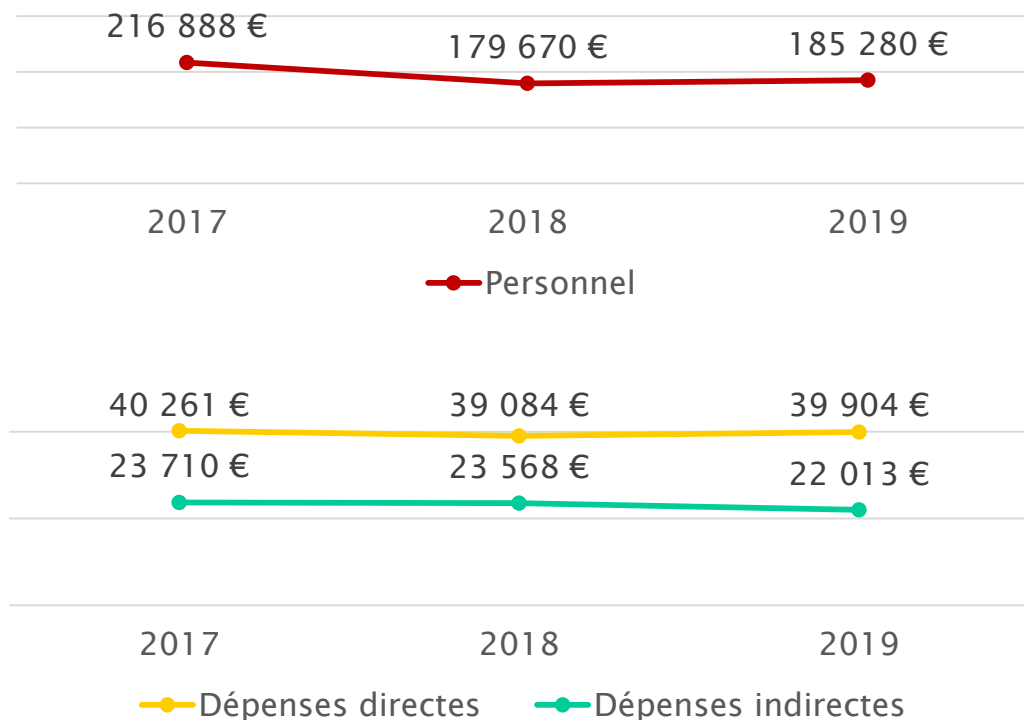 216 888 €
179 670 €
185 280 €
2017 2018 2019
Personnel
40 261 € 39 084 € 39 904 €
23 710 € 23 568 € 22 013 €
2017 2018 2019
Dépenses directes Dépenses indirectes